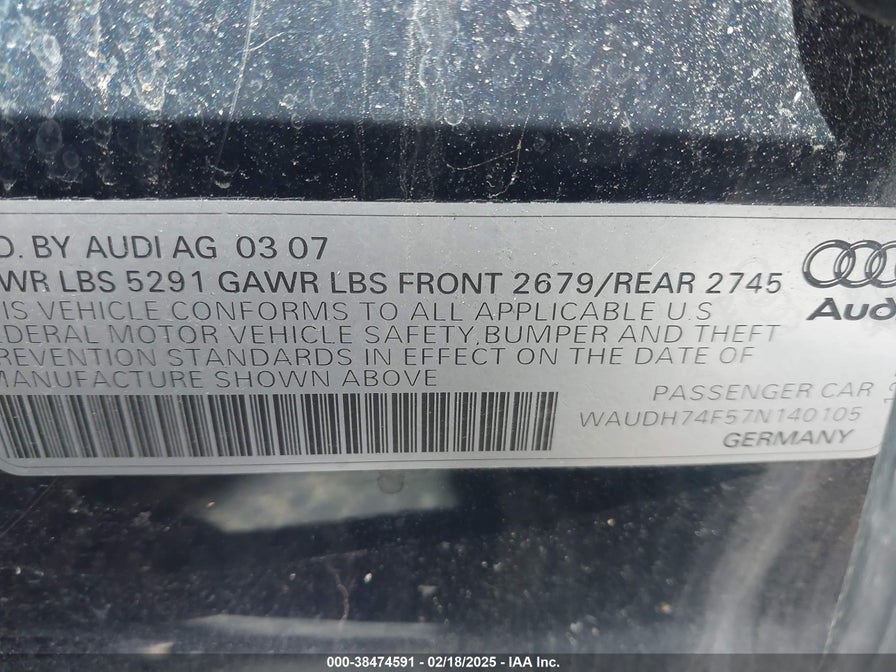 D. BY AUDI AG 03 07
WR LBS 5291 GAWR LBS FRONT 2679/REAR 2745
IS VEHICLE CONFORMS TO ALL APPLICABLE U.S
DERAL MOTOR VEHICLE SAFETY, BUMPER AND THEFT
REVENTION STANDARDS IN EFFECT ON THE DATE OF
MANUFACTURE SHOWN ABOVE
Audi
PASSENGER CAR
WAUDH74F57N140105
GERMANY
000-38474591 - 02/18/2025 - IAA Inc.